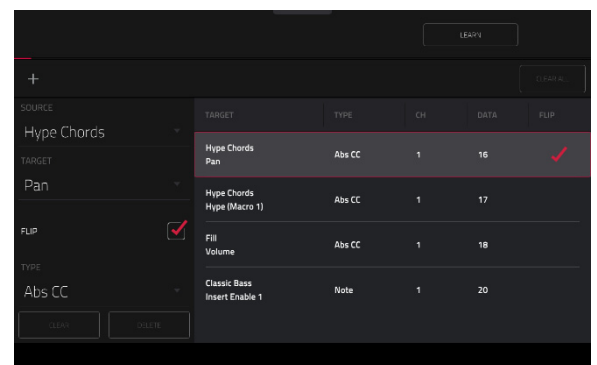 LEARN
+
CLEAR ALL
SOURCE
Hype Chords
TARGET
Pan
FLIP
TYPE
Abs CC
CLEAR
DELETE
TARGET TYPE CH DATA FLIP
Hype Chords
Pan Abs CC 1 16
Hype Chords
Hype (Macro 1) Abs CC 1 17
Fill
Volume Abs CC 1 18
Classic Bass
Insert Enable 1 Note 1 20